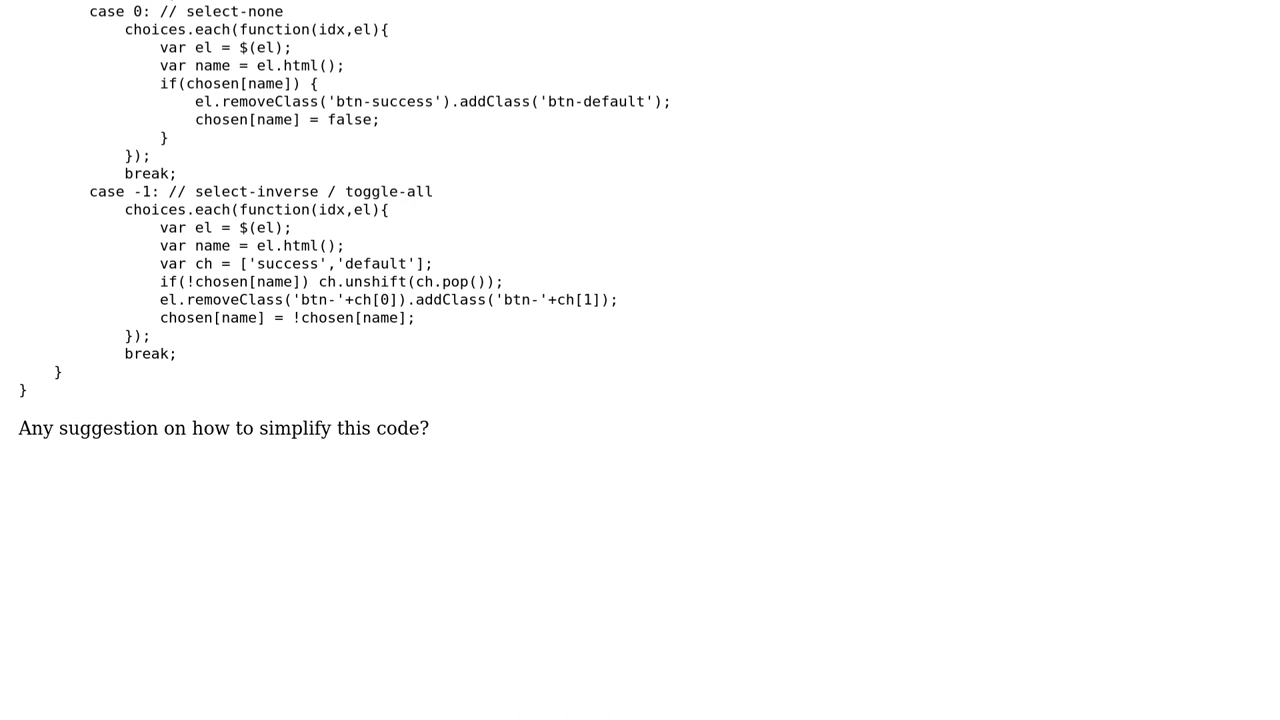 case 0: // select-none
choices.each(function(idx,el){
var el = $(el);
var name = el.html();
if(chosen[name]) {
el.removeClass('btn-success').addClass('btn-default');
chosen[name] = false;
}
});
break;
case -1: // select-inverse / toggle-all
choices.each(function(idx,el){
var el = $(el);
var name = el.html();
var ch = ['success','default'];
if(!chosen[name]) ch.unshift(ch.pop());
el.removeClass('btn-'+ch[0]).addClass('btn-'+ch[1]);
chosen[name] = !chosen[name];
});
break;
}
}
Any suggestion on how to simplify this code?